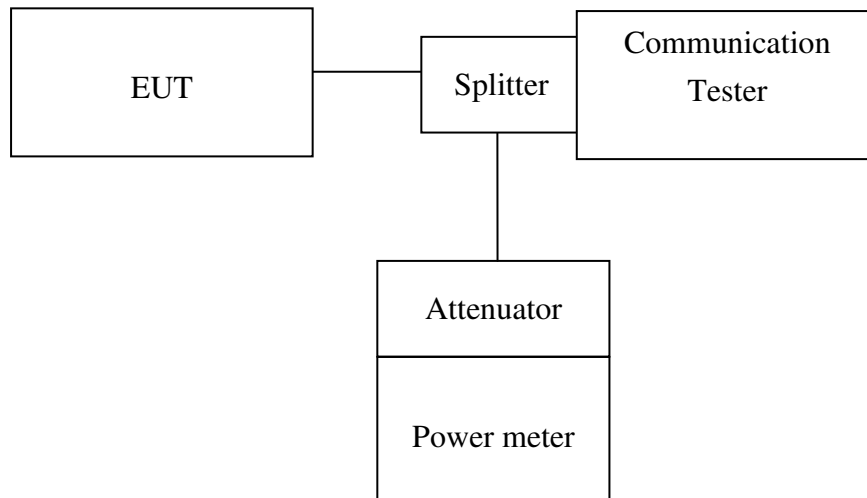 EUT
Splitter
Communication
Tester
Attenuator
Power meter